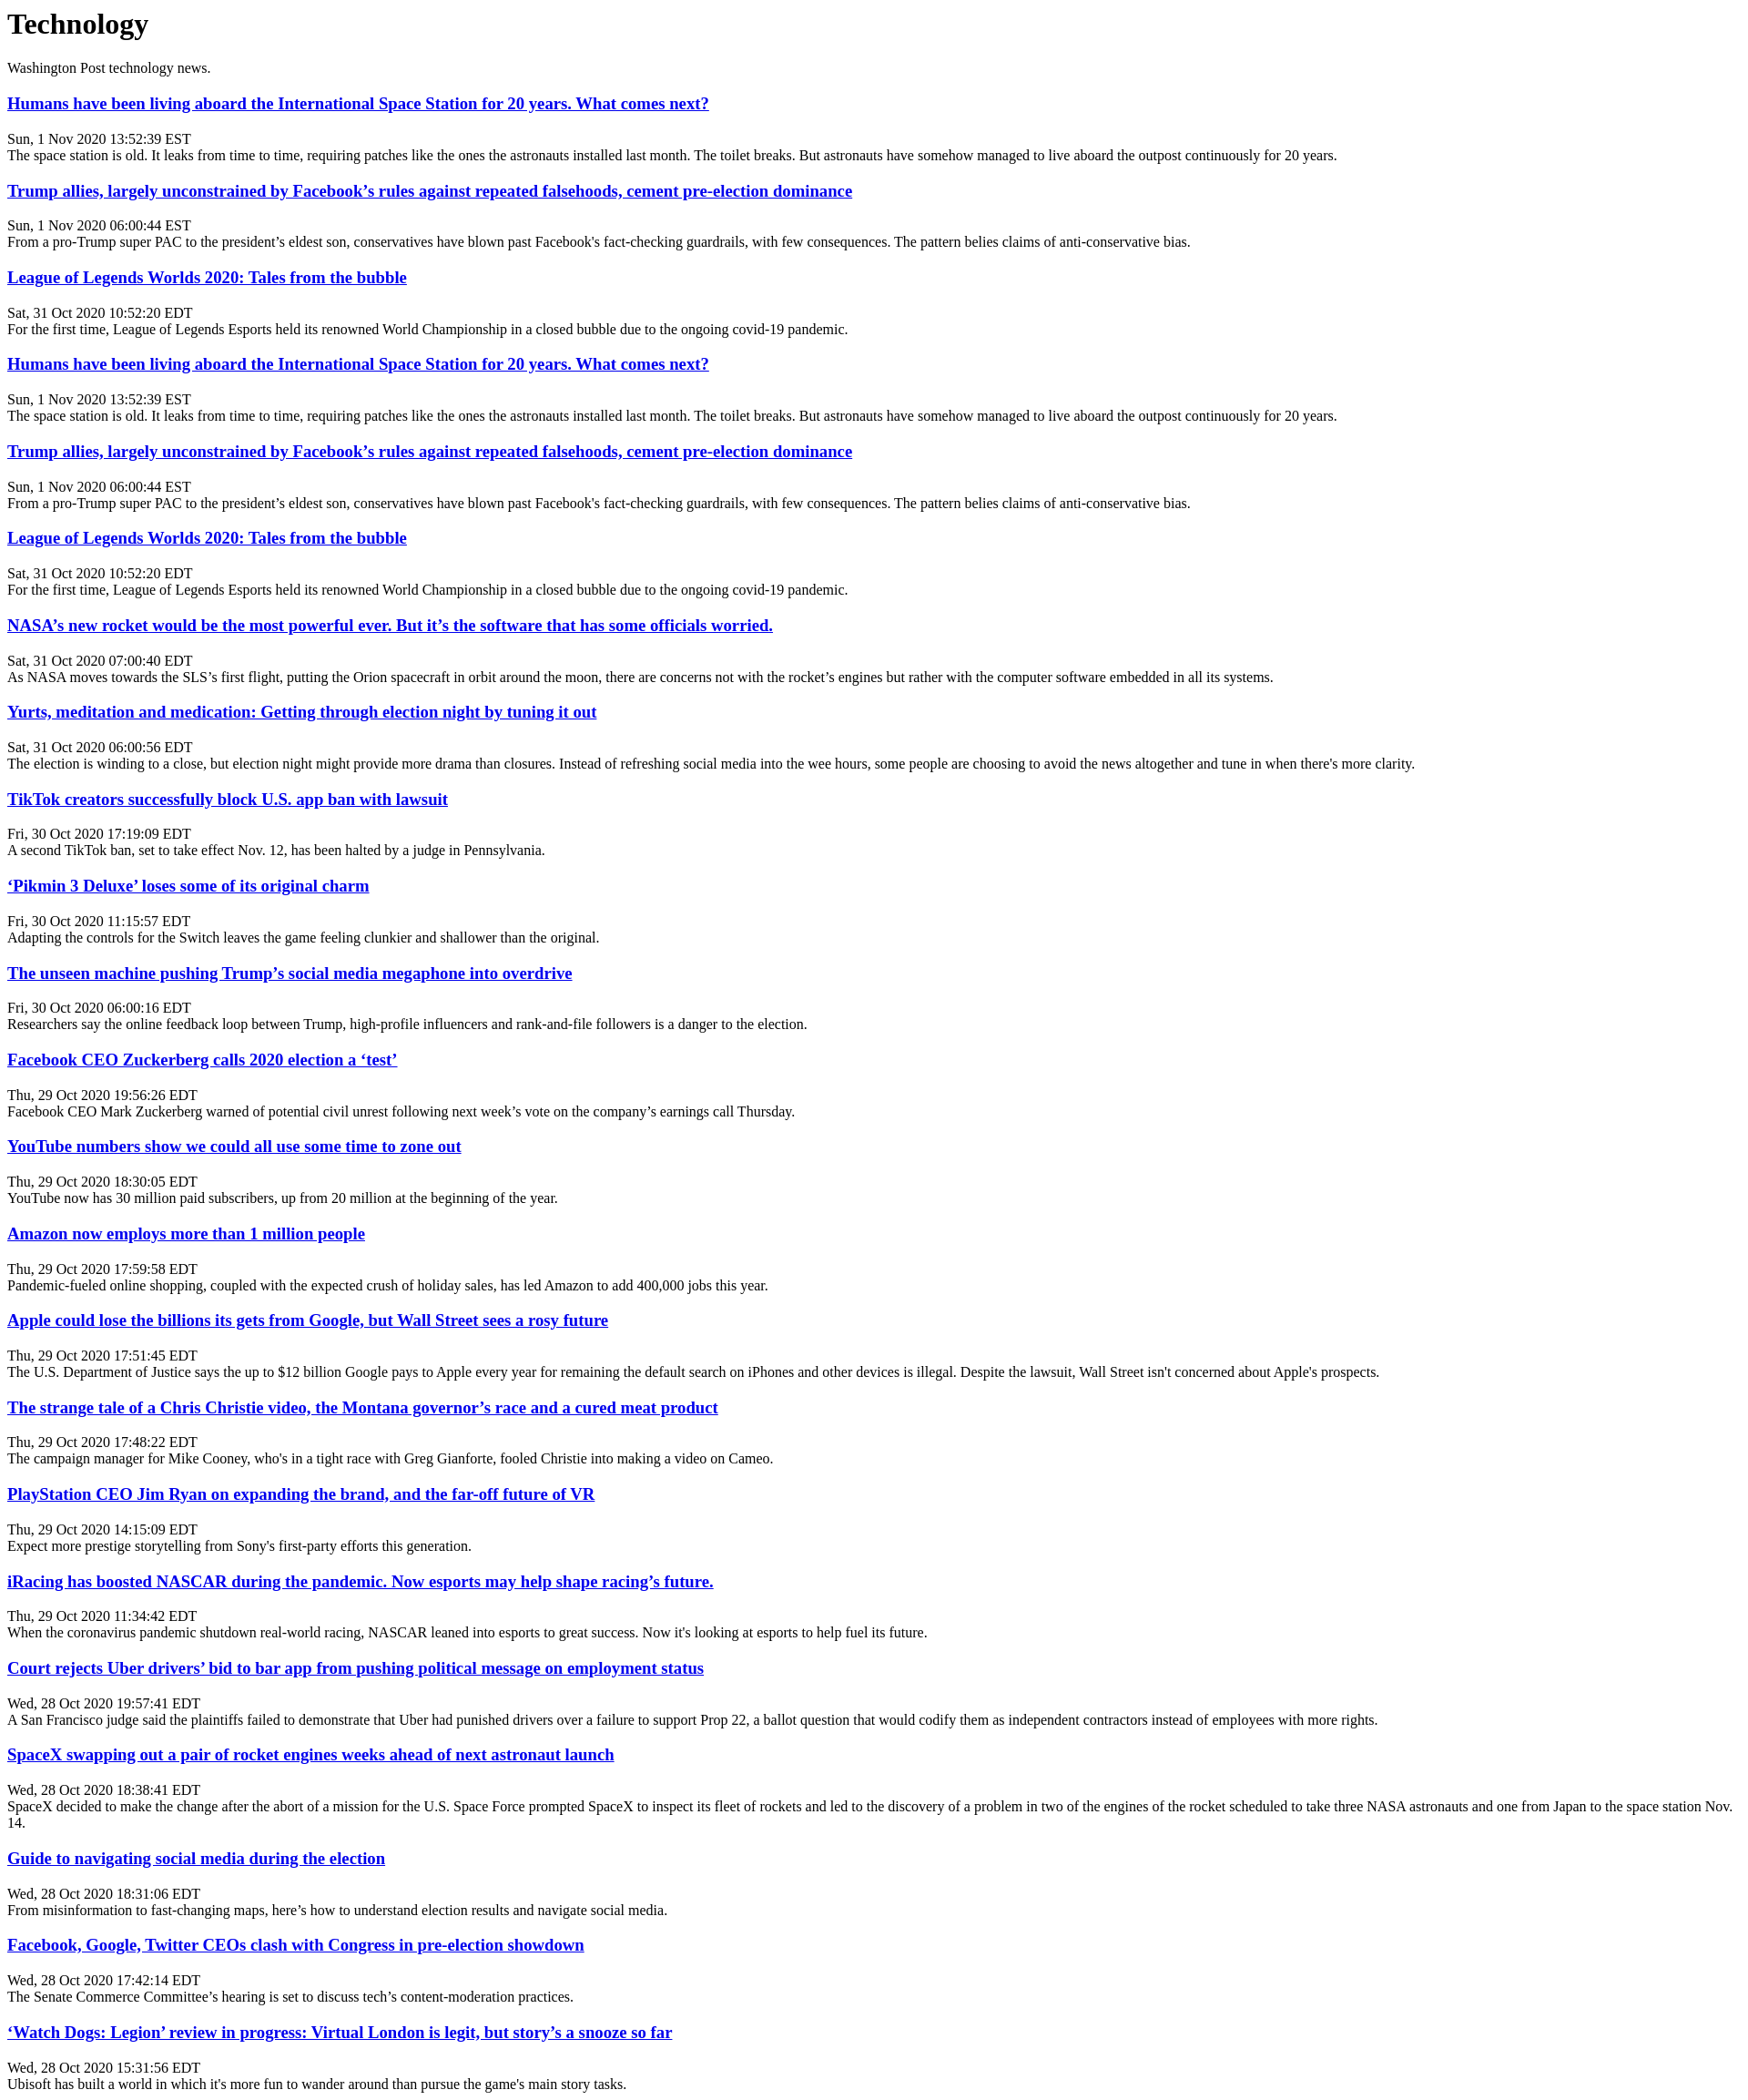 Technology
Washington Post technology news.
Humans have been living aboard the International Space Station for 20 years. What comes next?
Sun, 1 Nov 2020 13:52:39 EST
The space station is old. It leaks from time to time, requiring patches like the ones the astronauts installed last month. The toilet breaks. But astronauts have somehow managed to live aboard the outpost continuously for 20 years.
Trump allies, largely unconstrained by Facebook’s rules against repeated falsehoods, cement pre-election dominance
Sun, 1 Nov 2020 06:00:44 EST
From a pro-Trump super PAC to the president’s eldest son, conservatives have blown past Facebook's fact-checking guardrails, with few consequences. The pattern belies claims of anti-conservative bias.
League of Legends Worlds 2020: Tales from the bubble
Sat, 31 Oct 2020 10:52:20 EDT
For the first time, League of Legends Esports held its renowned World Championship in a closed bubble due to the ongoing covid-19 pandemic.
Humans have been living aboard the International Space Station for 20 years. What comes next?
Sun, 1 Nov 2020 13:52:39 EST
The space station is old. It leaks from time to time, requiring patches like the ones the astronauts installed last month. The toilet breaks. But astronauts have somehow managed to live aboard the outpost continuously for 20 years.
Trump allies, largely unconstrained by Facebook’s rules against repeated falsehoods, cement pre-election dominance
Sun, 1 Nov 2020 06:00:44 EST
From a pro-Trump super PAC to the president’s eldest son, conservatives have blown past Facebook's fact-checking guardrails, with few consequences. The pattern belies claims of anti-conservative bias.
League of Legends Worlds 2020: Tales from the bubble
Sat, 31 Oct 2020 10:52:20 EDT
For the first time, League of Legends Esports held its renowned World Championship in a closed bubble due to the ongoing covid-19 pandemic.
NASA’s new rocket would be the most powerful ever. But it’s the software that has some officials worried.
Sat, 31 Oct 2020 07:00:40 EDT
As NASA moves towards the SLS’s first flight, putting the Orion spacecraft in orbit around the moon, there are concerns not with the rocket’s engines but rather with the computer software embedded in all its systems.
Yurts, meditation and medication: Getting through election night by tuning it out
Sat, 31 Oct 2020 06:00:56 EDT
The election is winding to a close, but election night might provide more drama than closures. Instead of refreshing social media into the wee hours, some people are choosing to avoid the news altogether and tune in when there's more clarity.
TikTok creators successfully block U.S. app ban with lawsuit
Fri, 30 Oct 2020 17:19:09 EDT
A second TikTok ban, set to take effect Nov. 12, has been halted by a judge in Pennsylvania.
‘Pikmin 3 Deluxe’ loses some of its original charm
Fri, 30 Oct 2020 11:15:57 EDT
Adapting the controls for the Switch leaves the game feeling clunkier and shallower than the original.
The unseen machine pushing Trump’s social media megaphone into overdrive
Fri, 30 Oct 2020 06:00:16 EDT
Researchers say the online feedback loop between Trump, high-profile influencers and rank-and-file followers is a danger to the election.
Facebook CEO Zuckerberg calls 2020 election a ‘test’
Thu, 29 Oct 2020 19:56:26 EDT
Facebook CEO Mark Zuckerberg warned of potential civil unrest following next week’s vote on the company’s earnings call Thursday.
YouTube numbers show we could all use some time to zone out
Thu, 29 Oct 2020 18:30:05 EDT
YouTube now has 30 million paid subscribers, up from 20 million at the beginning of the year.
Amazon now employs more than 1 million people
Thu, 29 Oct 2020 17:59:58 EDT
Pandemic-fueled online shopping, coupled with the expected crush of holiday sales, has led Amazon to add 400,000 jobs this year.
Apple could lose the billions its gets from Google, but Wall Street sees a rosy future
Thu, 29 Oct 2020 17:51:45 EDT
The U.S. Department of Justice says the up to $12 billion Google pays to Apple every year for remaining the default search on iPhones and other devices is illegal. Despite the lawsuit, Wall Street isn't concerned about Apple's prospects.
The strange tale of a Chris Christie video, the Montana governor’s race and a cured meat product
Thu, 29 Oct 2020 17:48:22 EDT
The campaign manager for Mike Cooney, who's in a tight race with Greg Gianforte, fooled Christie into making a video on Cameo.
PlayStation CEO Jim Ryan on expanding the brand, and the far-off future of VR
Thu, 29 Oct 2020 14:15:09 EDT
Expect more prestige storytelling from Sony's first-party efforts this generation.
iRacing has boosted NASCAR during the pandemic. Now esports may help shape racing’s future.
Thu, 29 Oct 2020 11:34:42 EDT
When the coronavirus pandemic shutdown real-world racing, NASCAR leaned into esports to great success. Now it's looking at esports to help fuel its future.
Court rejects Uber drivers’ bid to bar app from pushing political message on employment status
Wed, 28 Oct 2020 19:57:41 EDT
A San Francisco judge said the plaintiffs failed to demonstrate that Uber had punished drivers over a failure to support Prop 22, a ballot question that would codify them as independent contractors instead of employees with more rights.
SpaceX swapping out a pair of rocket engines weeks ahead of next astronaut launch
Wed, 28 Oct 2020 18:38:41 EDT
SpaceX decided to make the change after the abort of a mission for the U.S. Space Force prompted SpaceX to inspect its fleet of rockets and led to the discovery of a problem in two of the engines of the rocket scheduled to take three NASA astronauts and one from Japan to the space station Nov.
14.
Guide to navigating social media during the election
Wed, 28 Oct 2020 18:31:06 EDT
From misinformation to fast-changing maps, here’s how to understand election results and navigate social media.
Facebook, Google, Twitter CEOs clash with Congress in pre-election showdown
Wed, 28 Oct 2020 17:42:14 EDT
The Senate Commerce Committee’s hearing is set to discuss tech’s content-moderation practices.
‘Watch Dogs: Legion’ review in progress: Virtual London is legit, but story’s a snooze so far
Wed, 28 Oct 2020 15:31:56 EDT
Ubisoft has built a world in which it's more fun to wander around than pursue the game's main story tasks.